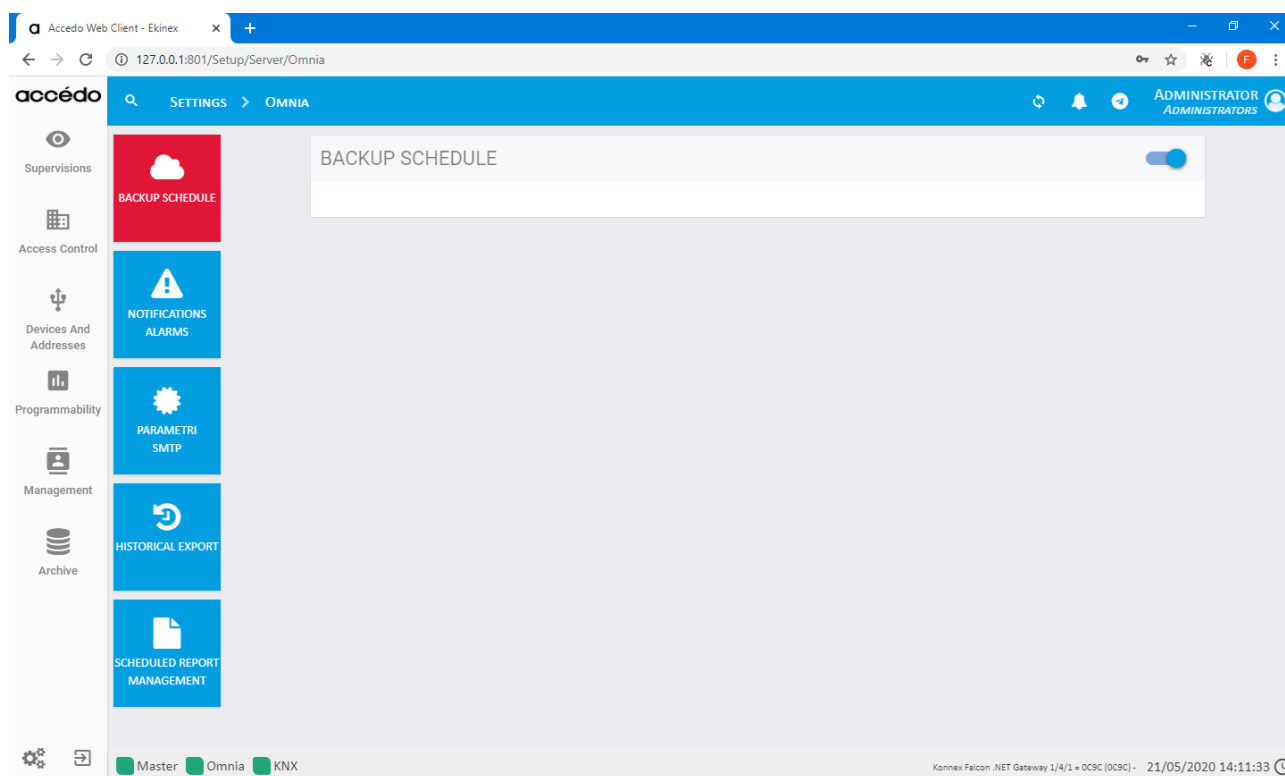 Accedo Web Client - Ekinex
127.0.0.1:801/Setup/Server/Omnia
F
accédo
SETTINGS > OMNIA
ADMINISTRATOR
ADMINISTRATORS
Supervisions
Access Control
Devices And
Addresses
Programmability
Management
Archive
BACKUP SCHEDULE
NOTIFICATIONS
ALARMS
PARAMETRI
SMTP
HISTORICAL EXPORT
SCHEDULED REPORT
MANAGEMENT
BACKUP SCHEDULE
Master Omnia KNX
Konnex Falcon .NET Gateway 1/4/1 = 0C9C (0C9C) - 21/05/2020 14:11:33